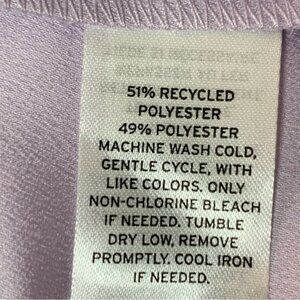 51% RECYCLED
POLYESTER
49% POLYESTER
MACHINE WASH COLD,
GENTLE CYCLE, WITH
LIKE COLORS. ONLY
NON-CHLORINE BLEACH
IF NEEDED. TUMBLE
DRY LOW, REMOVE
PROMPTLY. COOL IRON
IF NEEDED.